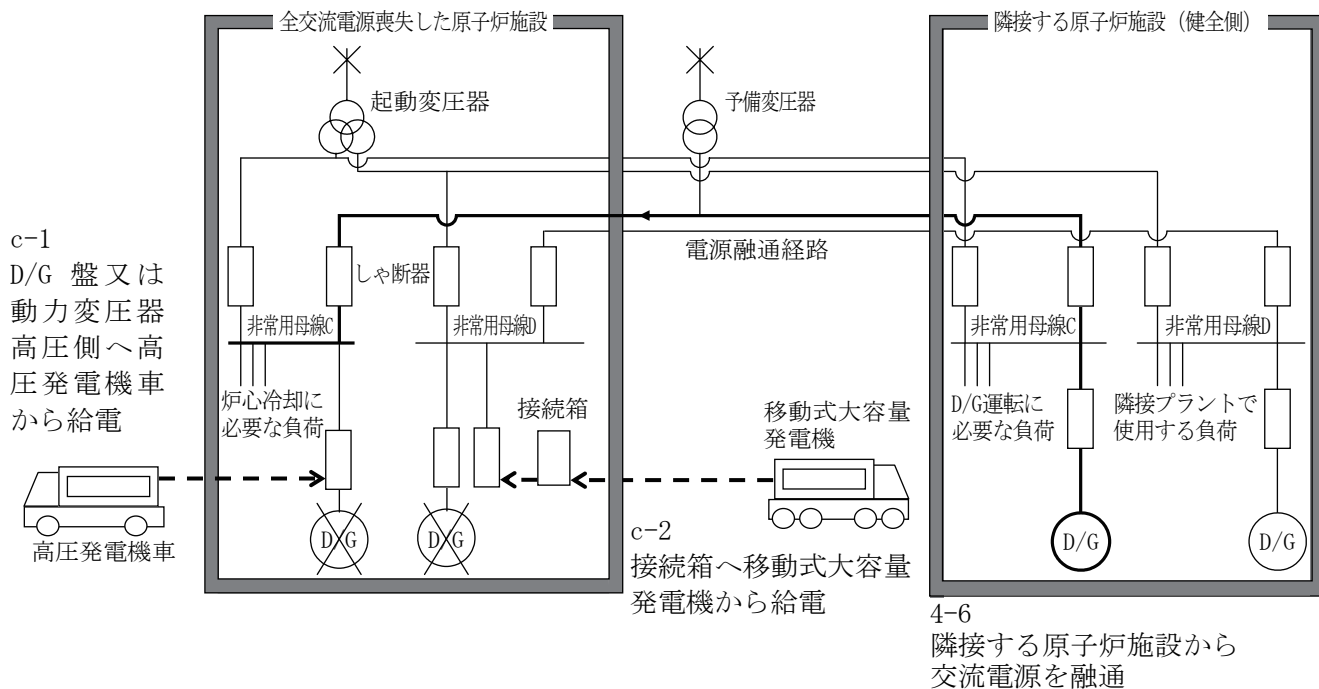 全交流電源喪失した原子炉施設
隣接する原子炉施設（健全側）
起動変圧器
予備変圧器
電源融通経路
c-1
D/G 盤又は
動力変圧器
高圧側へ高
圧発電機車
から給電
しゃ断器
非常用母線C
非常用母線D
非常用母線C
非常用母線D
炉心冷却に
必要な負荷
接続箱
移動式大容量
発電機
D/G運転に
必要な負荷
隣接プラントで
使用する負荷
高圧発電機車
D/G
D/G
D/G
D/G
c-2
接続箱へ移動式大容量
発電機から給電
4-6
隣接する原子炉施設から
交流電源を融通